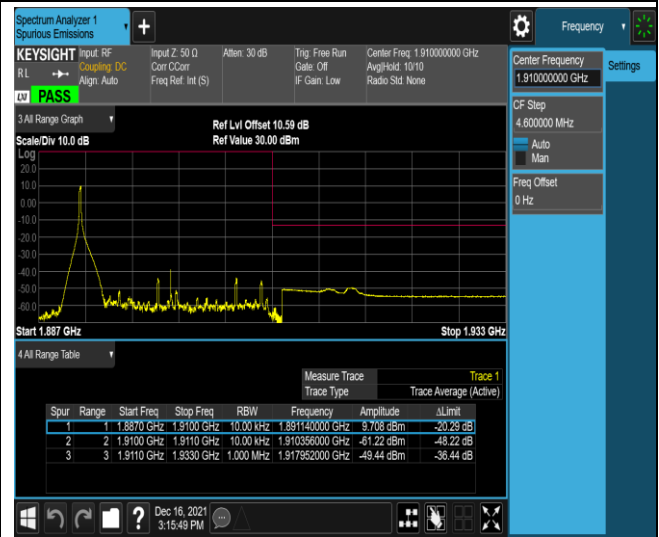 Spectrum Analyzer 1
Spurious Emissions
+
Frequency
KEYSIGHT
RL
LXI PASS
Input: RF
Coupling: DC
Align: Auto
Input Z: 50 Ω
Corr CCorr
Freq Ref: Int (S)
Atten: 30 dB
Trig: Free Run
Gate: Off
IF Gain: Low
Center Freq: 1.910000000 GHz
Avg|Hold: 10/10
Radio Std: None
Center Frequency
1.910000000 GHz
Settings
CF Step
4.600000 MHz
Auto
Man
Freq Offset
0 Hz
3 All Range Graph
Scale/Div 10.0 dB
Ref Lvl Offset 10.59 dB
Ref Value 30.00 dBm
Log
20.0
10.0
0.00
-10.0
-20.0
-30.0
-40.0
-50.0
-60.0
Start 1.887 GHz
Stop 1.933 GHz
4 All Range Table
Measure Trace Trace 1
Trace Type Trace Average (Active)
Spur Range Start Freq Stop Freq RBW Frequency Amplitude ΔLimit
1 1 1.8870 GHz 1.9100 GHz 10.00 kHz 1.891140000 GHz 9.708 dBm -20.29 dB
2 2 1.9100 GHz 1.9110 GHz 10.00 kHz 1.910356000 GHz -61.22 dBm -48.22 dB
3 3 1.9110 GHz 1.9330 GHz 1.000 MHz 1.917952000 GHz -49.44 dBm -36.44 dB
?
Dec 16, 2021
3:15:49 PM